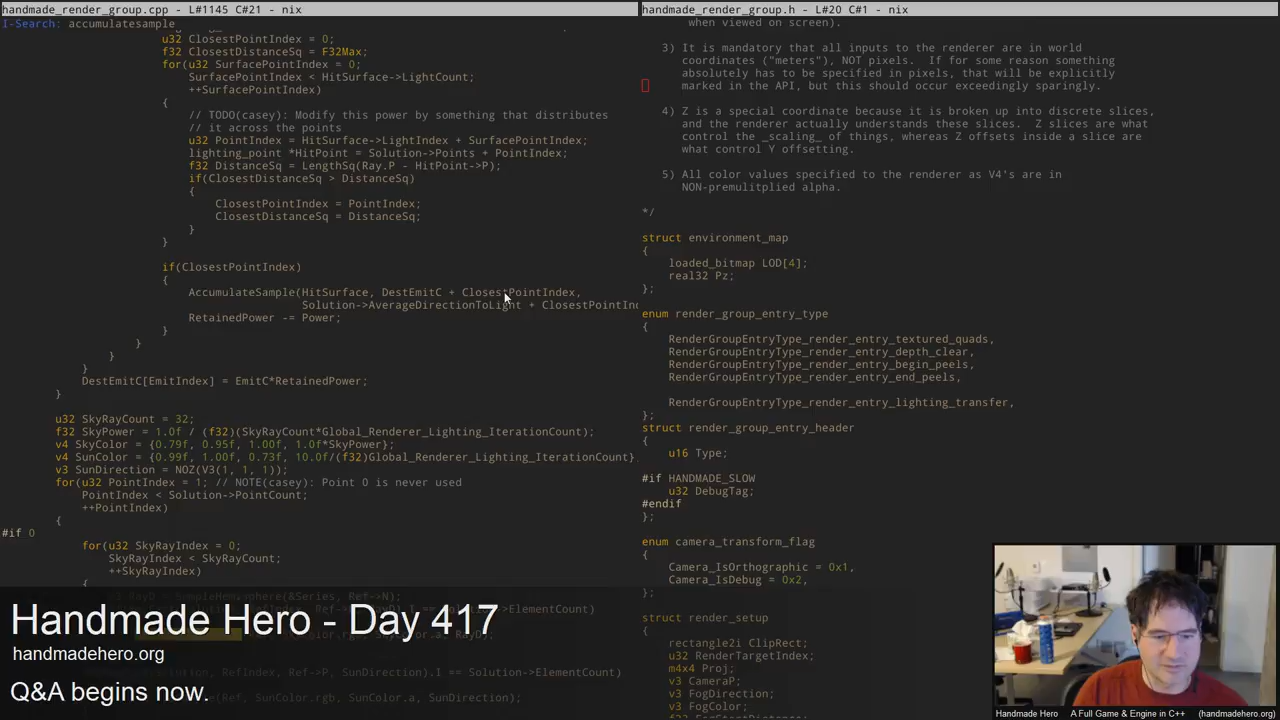 handmade_render_group.cpp - L#1145 C#21 - nix
I-Search: accumulatesample
u32 ClosestPointIndex = 0;
f32 ClosestDistanceSq = F32Max;
for(u32 SurfacePointIndex = 0;
SurfacePointIndex < HitSurface->LightCount;
++SurfacePointIndex)
{
// TODO(casey): Modify this power by something that distributes
// it across the points
u32 PointIndex = HitSurface->LightIndex + SurfacePointIndex;
lighting_point *HitPoint = Solution->Points + PointIndex;
f32 DistanceSq = LengthSq(Ray.P - HitPoint->P);
if(ClosestDistanceSq > DistanceSq)
{
ClosestPointIndex = PointIndex;
ClosestDistanceSq = DistanceSq;
}
}
if(ClosestPointIndex)
{
AccumulateSample(HitSurface, DestEmitC + ClosestPointIndex,
Solution->AverageDirectionToLight + ClosestPointInd
RetainedPower -= Power;
}
}
}
}
DestEmitC[EmitIndex] = EmitC*RetainedPower;
}
u32 SkyRayCount = 32;
f32 SkyPower = 1.0f / (f32)(SkyRayCount*Global_Renderer_Lighting_IterationCount);
v4 SkyColor = {0.79f, 0.95f, 1.00f, 1.0f*SkyPower};
v4 SunColor = {0.99f, 1.00f, 0.73f, 10.0f/(f32)Global_Renderer_Lighting_IterationCount}
v3 SunDirection = NOZ(V3(1, 1, 1));
for(u32 PointIndex = 1; // NOTE(casey): Point 0 is never used
PointIndex < Solution->PointCount;
++PointIndex)
{
#if 0
for(u32 SkyRayIndex = 0;
SkyRayIndex < SkyRayCount;
++SkyRayIndex)
{
Handmade Hero - Day 417
handmadehero.org
Q&A begins now.
handmade_render_group.h - L#20 C#1 - nix
when viewed on screen).
3) It is mandatory that all inputs to the renderer are in world
coordinates ("meters"), NOT pixels. If for some reason something
absolutely has to be specified in pixels, that will be explicitly
marked in the API, but this should occur exceedingly sparingly.
4) Z is a special coordinate because it is broken up into discrete slices,
and the renderer actually understands these slices. Z slices are what
control the _scaling_ of things, whereas Z offsets inside a slice are
what control Y offsetting.
5) All color values specified to the renderer as V4's are in
NON-premulitplied alpha.
*/
struct environment_map
{
loaded_bitmap LOD[4];
real32 Pz;
};
enum render_group_entry_type
{
RenderGroupEntryType_render_entry_textured_quads,
RenderGroupEntryType_render_entry_depth_clear,
RenderGroupEntryType_render_entry_begin_peels,
RenderGroupEntryType_render_entry_end_peels,
RenderGroupEntryType_render_entry_lighting_transfer,
};
struct render_group_entry_header
{
u16 Type;
#if HANDMADE_SLOW
u32 DebugTag;
#endif
};
enum camera_transform_flag
{
Camera_IsOrthographic = 0x1,
Camera_IsDebug = 0x2,
};
struct render_setup
{
rectangle2i ClipRect;
u32 RenderTargetIndex;
m4x4 Proj;
v3 CameraP;
v3 FogDirection;
v3 FogColor;
Handmade Hero A Full Game & Engine in C++ (handmadehero.org)